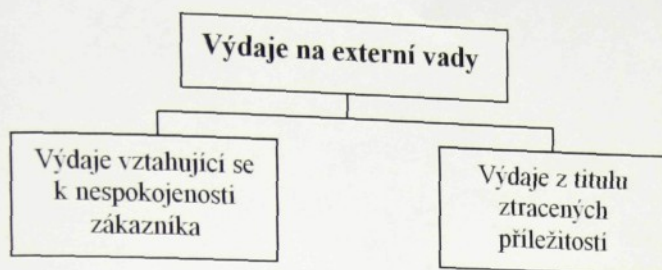 Výdaje na externí vady
Výdaje vztahující se
k nespokojenosti
zákazníka
Výdaje z titulu
ztracených
příležitostí